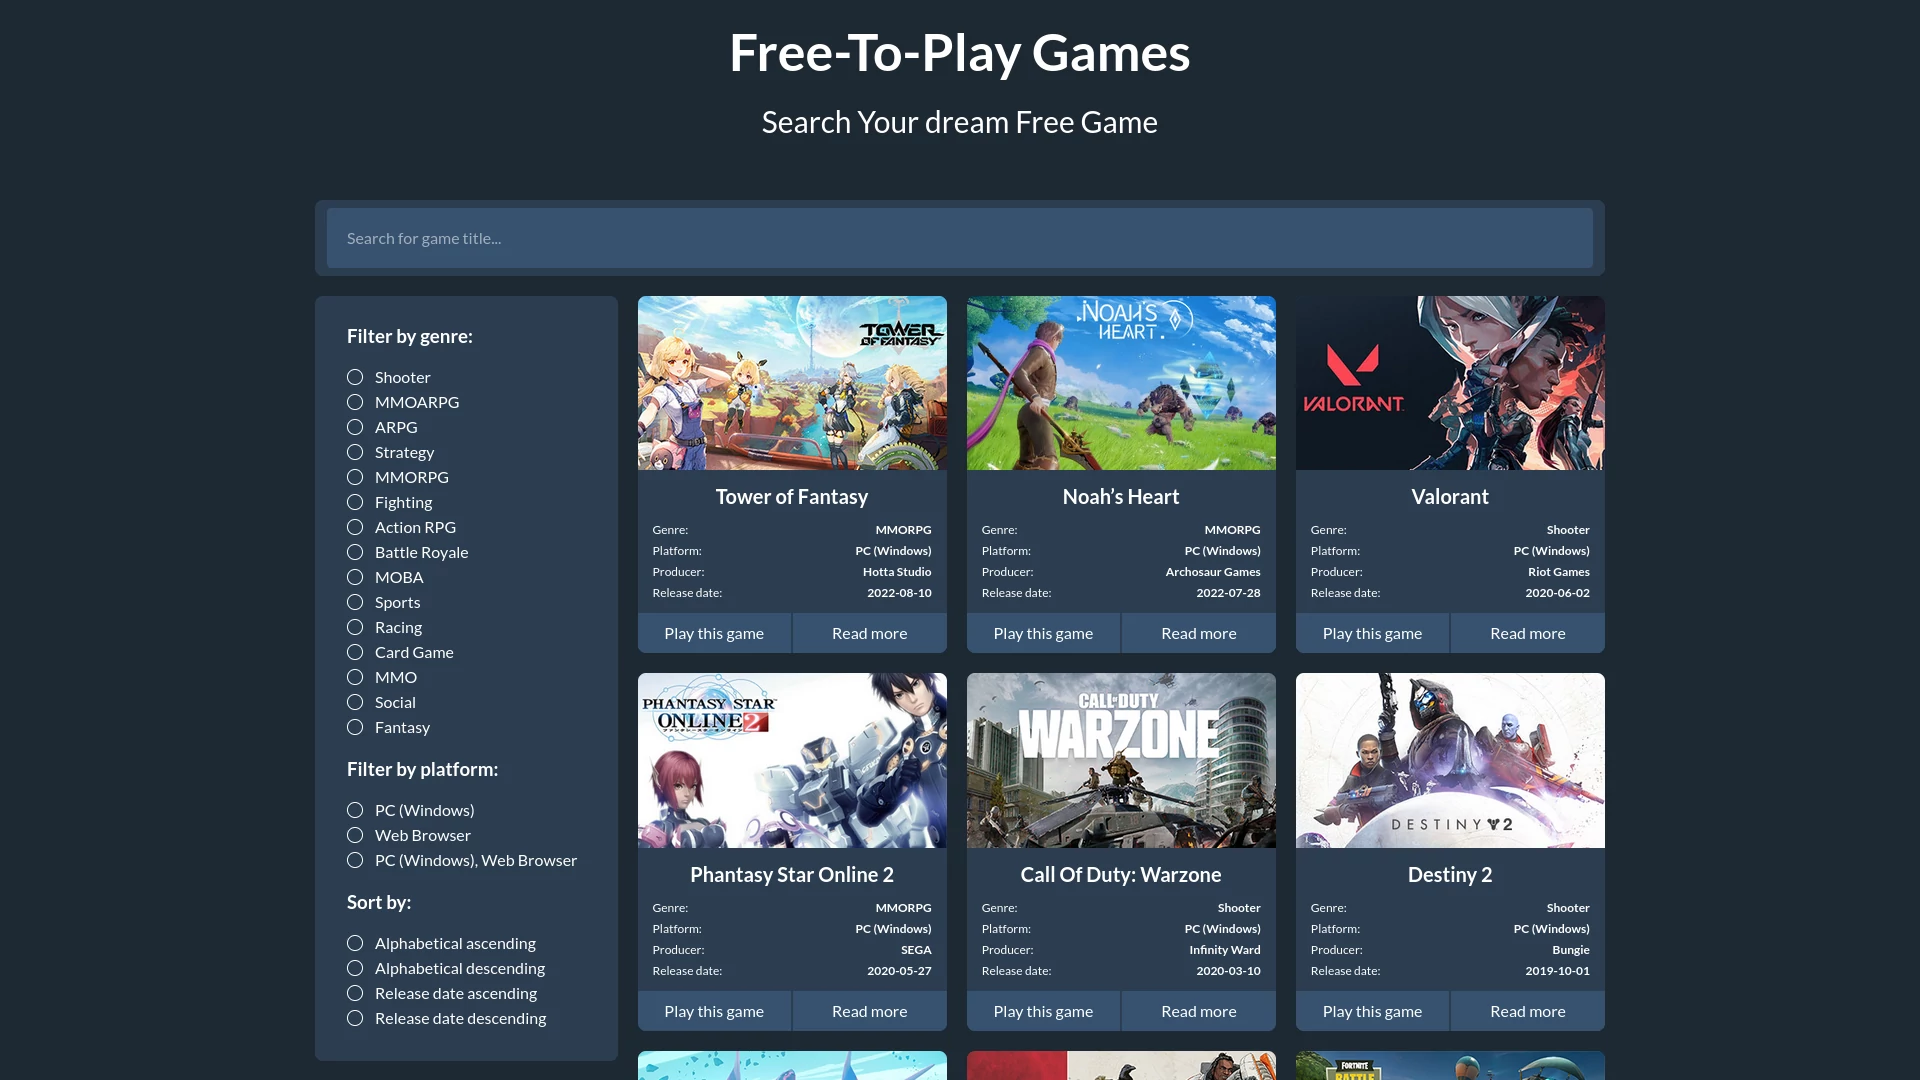 Free-To-Play Games
Search Your dream Free Game
Search for game title...
Filter by genre:
Shooter
MMOARPG
ARPG
Strategy
MMORPG
Fighting
Action RPG
Battle Royale
MOBA
Sports
Racing
Card Game
MMO
Social
Fantasy
Filter by platform:
PC (Windows)
Web Browser
PC (Windows), Web Browser
Sort by:
Alphabetical ascending
Alphabetical descending
Release date ascending
Release date descending
TOWER
OF FANTASY
Tower of Fantasy
Genre: MMORPG
Platform: PC (Windows)
Producer: Hotta Studio
Release date: 2022-08-10
Play this game Read more
NOAH'S
HEART
Noah’s Heart
Genre: MMORPG
Platform: PC (Windows)
Producer: Archosaur Games
Release date: 2022-07-28
Play this game Read more
VALORANT
Valorant
Genre: Shooter
Platform: PC (Windows)
Producer: Riot Games
Release date: 2020-06-02
Play this game Read more
PHANTASY STAR
ONLINE 2
Phantasy Star Online 2
Genre: MMORPG
Platform: PC (Windows)
Producer: SEGA
Release date: 2020-05-27
Play this game Read more
CALL OF DUTY
WARZONE
Call Of Duty: Warzone
Genre: Shooter
Platform: PC (Windows)
Producer: Infinity Ward
Release date: 2020-03-10
Play this game Read more
DESTINY 2
Destiny 2
Genre: Shooter
Platform: PC (Windows)
Producer: Bungie
Release date: 2019-10-01
Play this game Read more
FORTNITE
BATTLE